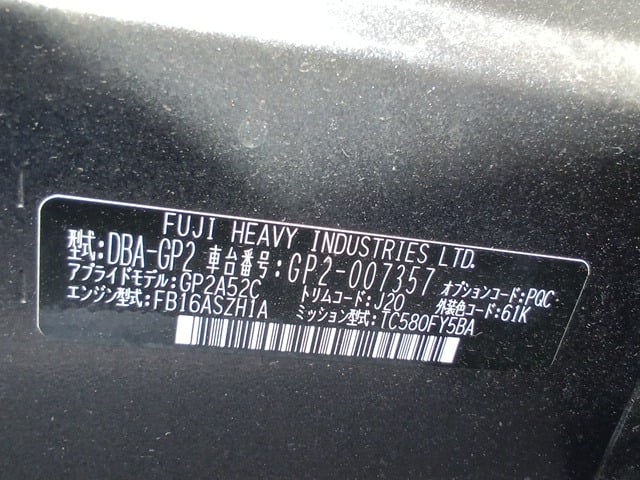 FUJI HEAVY INDUSTRIES LTD.
型式:DBA-GP2 車台番号:GP2-007357
アプライドモデル:GP2A52C トリムコード:J20 オプションコード:PQC
エンジン型式:FB16ASZH1A ミッション型式:TC580FY5BA 外装色コード:61K